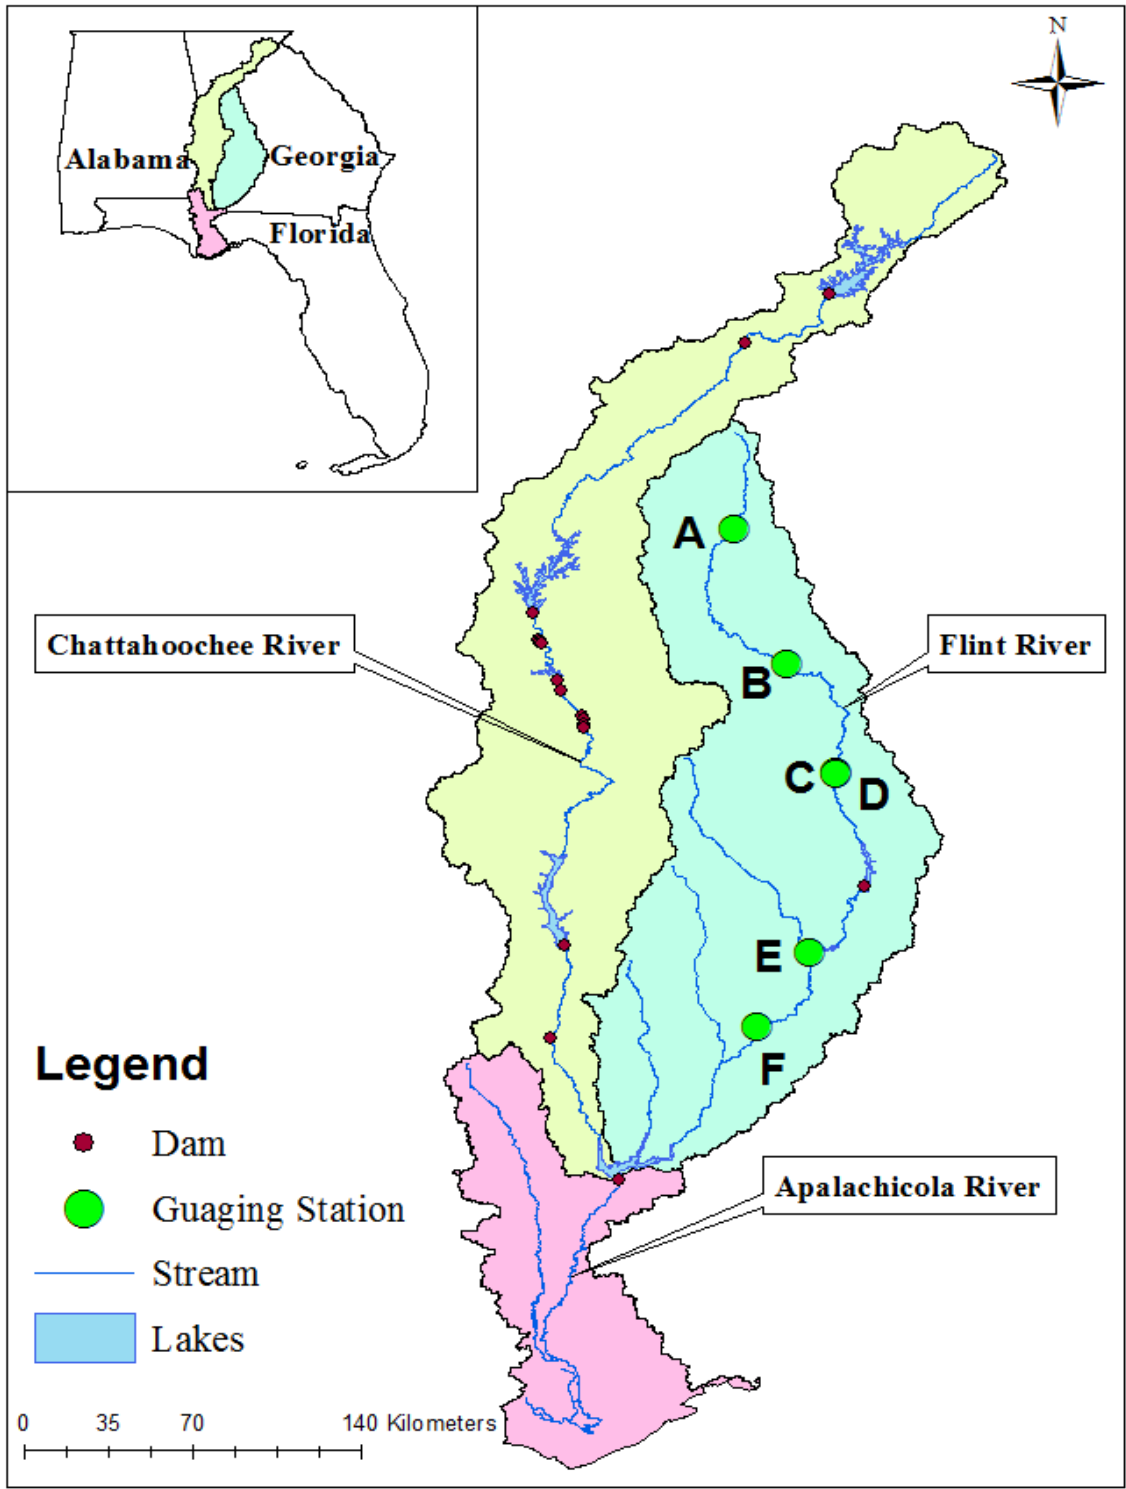 N
Alabama
Georgia
Florida
A
Chattahoochee River
Flint River
B
C
D
E
F
Legend
Dam
Apalachicola River
Guaging Station
Stream
Lakes
0 35 70 140 Kilometers